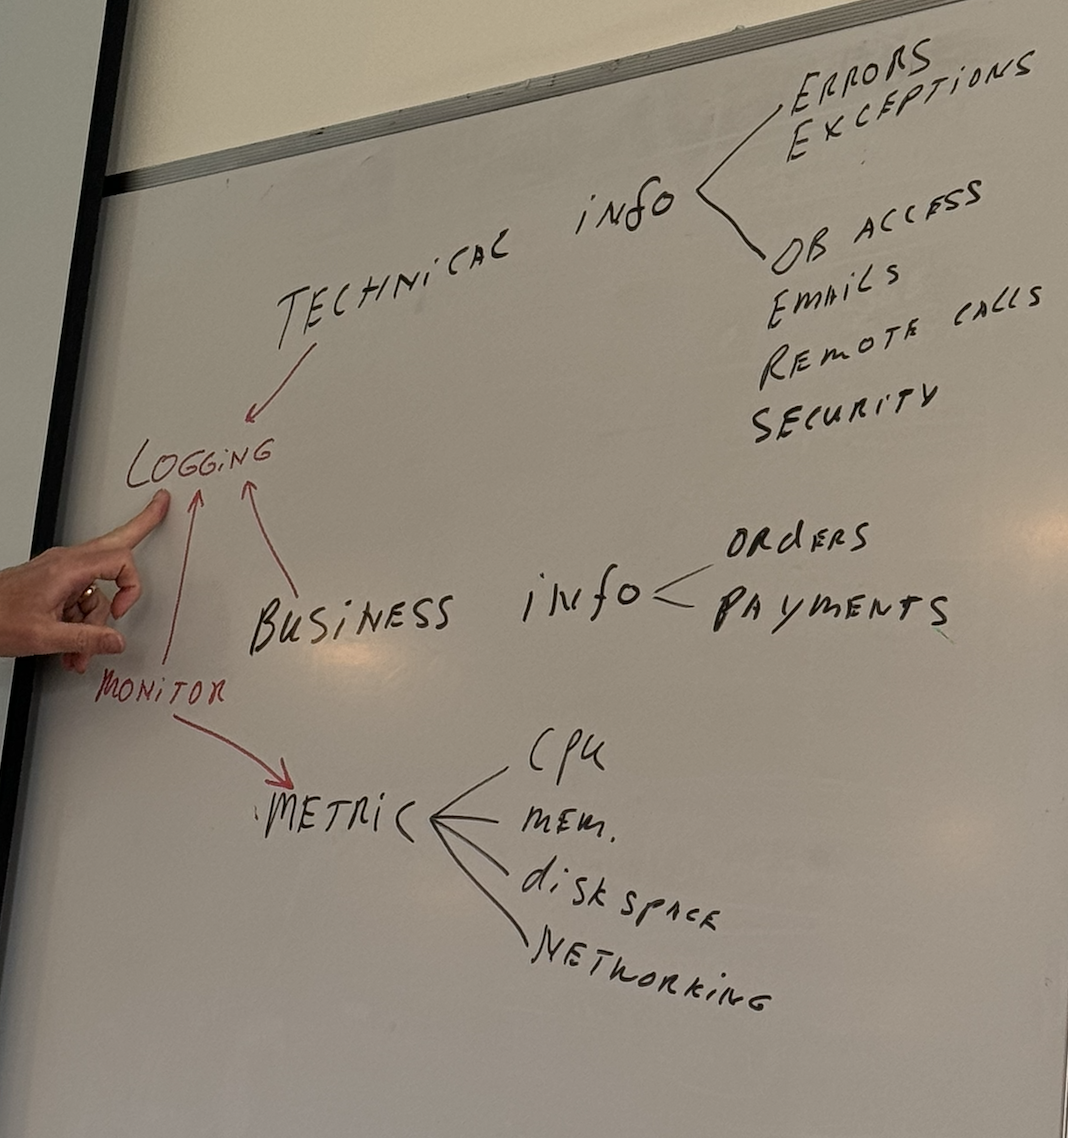 ERRORS
EXCEPTIONS
TECHNICAL info
DB ACCESS
EMAILS
REMOTE CALLS
SECURITY
LOGGING
ORDERS
BUSINESS info
PAYMENTS
MONITOR
CPU
METRIC
MEM.
disk SPACE
NETWORKING